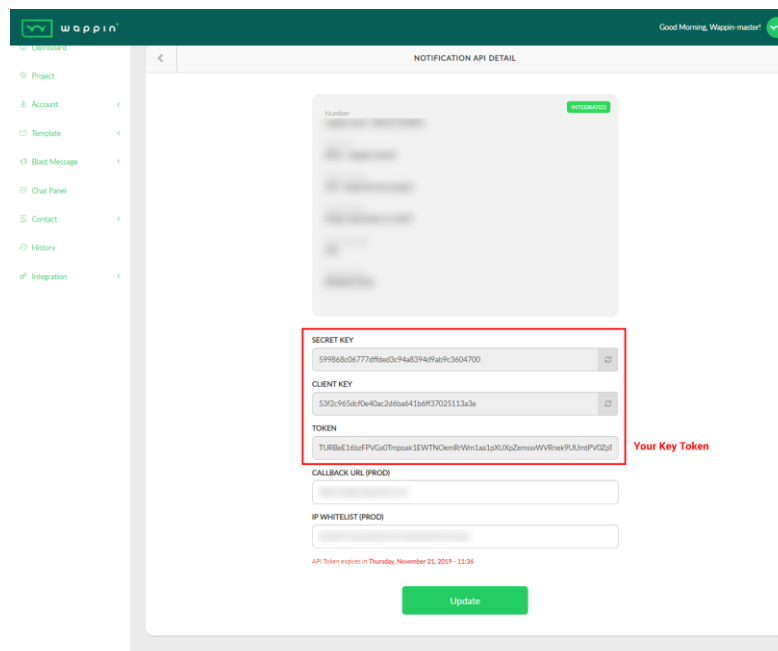 wappin
Good Morning, Wappin-master!
Dashboard
NOTIFICATION API DETAIL
Project
Account
Template
Blast Message
Chat Panel
Contact
History
Integration
Number
INTEGRATED
SECRET KEY
599868c06777dffded3c94a8394d9ab9c3604700
CLIENT KEY
53f2c965dcf0e40ac2d6ba641b6ff37025113a3e
TOKEN
Your Key Token
CALLBACK URL (PROD)
IP WHITELIST (PROD)
API Token expires in Thursday, November 21, 2019 - 11:36
Update